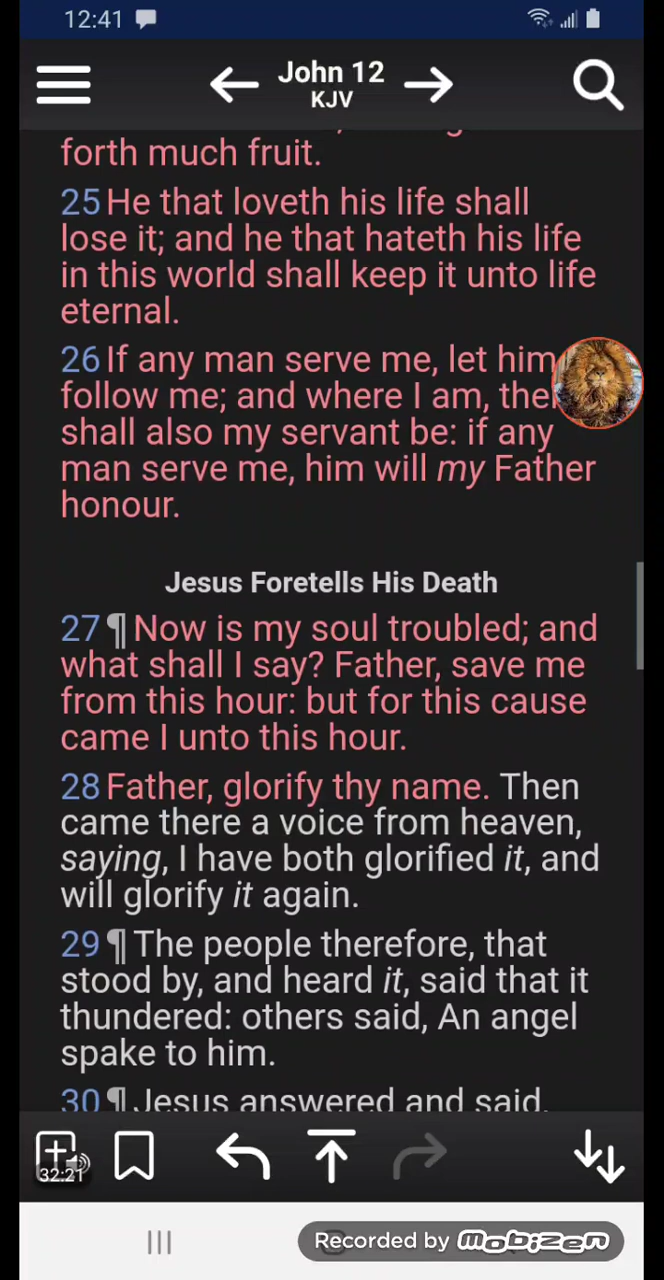 12:41
John 12
KJV
forth much fruit.
25 He that loveth his life shall
lose it; and he that hateth his life
in this world shall keep it unto life
eternal.
26 If any man serve me, let him
follow me; and where I am,
shall also my servant be: if any
man serve me, him will my Father
honour.
Jesus Foretells His Death
27 ¶ Now is my soul troubled; and
what shall I say? Father, save me
from this hour: but for this cause
came I unto this hour.
28 Father, glorify thy name. Then
came there a voice from heaven,
saying, I have both glorified it, and
will glorify it again.
29 ¶ The people therefore, that
stood by, and heard it, said that it
thundered: others said, An angel
spake to him.
30 ¶ Jesus answered and said,
32:21
Recorded by mobizen